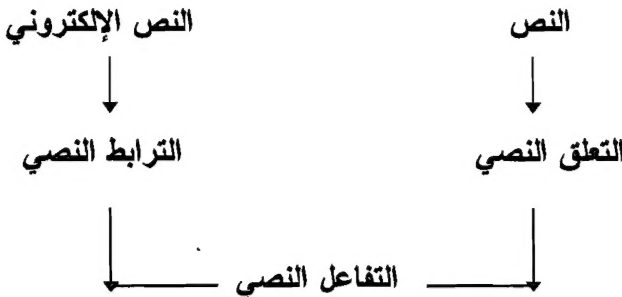 النص النص الإلكتروني
التعلق النصي الترابط النصي
التفاعل النصي